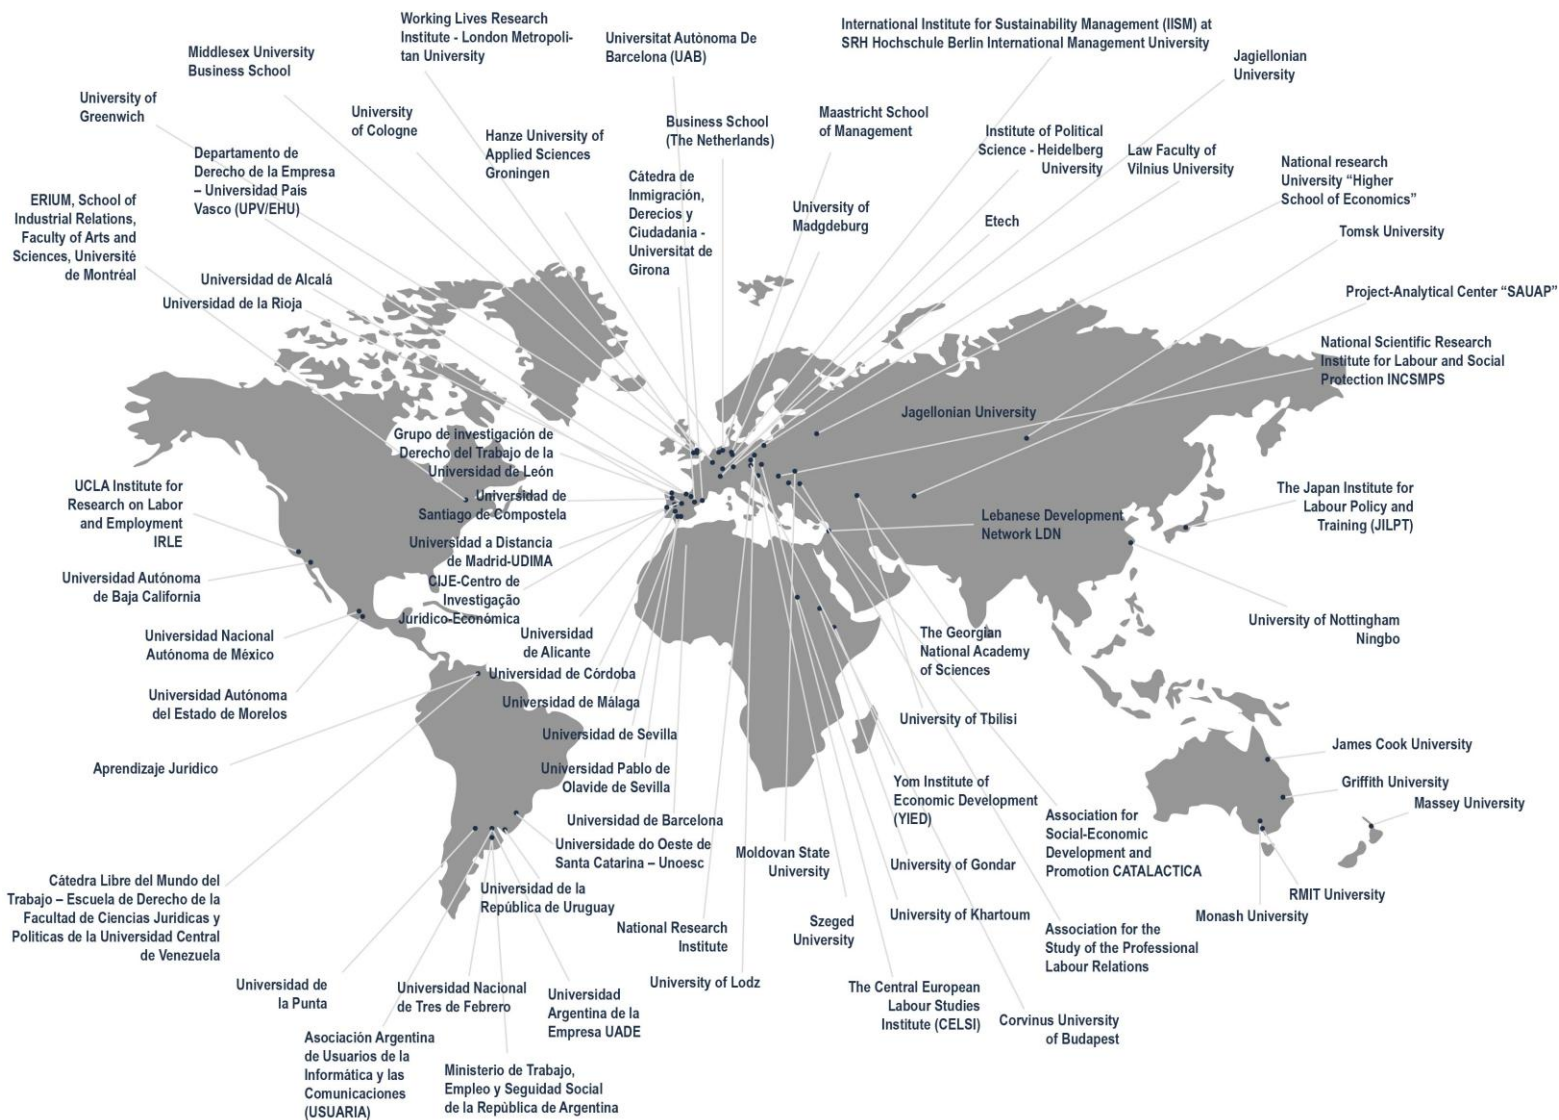 Working Lives Research
Institute - London Metropoli-
tan University
International Institute for Sustainability Management (IISM) at
SRH Hochschule Berlin International Management University
Middlesex University
Business School
Universitat Autònoma De
Barcelona (UAB)
Jagiellonian
University
University of
Greenwich
University
of Cologne
Hanze University of
Applied Sciences
Groningen
Business School
(The Netherlands)
Maastricht School
of Management
Institute of Political
Science - Heidelberg
University
Law Faculty of
Vilnius University
National research
University “Higher
School of Economics”
Departamento de
Derecho de la Empresa
– Universidad Pais
Vasco (UPV/EHU)
Cátedra de
Inmigración,
Derecios y
Ciudadania -
Universitat de
Girona
University of
Madgdeburg
Etech
Tomsk University
ERIUM, School of
Industrial Relations,
Faculty of Arts and
Sciences, Université
de Montréal
Universidad de Alcalá
Universidad de la Rioja
Project-Analytical Center “SAUAP”
National Scientific Research
Institute for Labour and Social
Protection INCSMPS
Jagellonian University
Grupo de investigación de
Derecho del Trabajo de la
Universidad de León
UCLA Institute for
Research on Labor
and Employment
IRLE
Universidad de
Santiago de Compostela
The Japan Institute for
Labour Policy and
Training (JILPT)
Lebanese Development
Network LDN
Universidad a Distancia
de Madrid-UDIMA
Universidad Autónoma
de Baja California
CIJE-Centro de
Investigação
Juridico-Económica
University of Nottingham
Ningbo
Universidad Nacional
Autónoma de México
Universidad
de Alicante
The Georgian
National Academy
of Sciences
Universidad de Córdoba
Universidad Autónoma
del Estado de Morelos
Universidad de Málaga
University of Tbilisi
Universidad de Sevilla
James Cook University
Aprendizaje Jurídico
Universidad Pablo de
Olavide de Sevilla
Yom Institute of
Economic Development
(YIED)
Griffith University
Massey University
Universidad de Barcelona
Association for
Social-Economic
Development and
Promotion CATALACTICA
Universidade do Oeste de
Santa Catarina – Unoesc
Moldovan State
University
University of Gondar
Cátedra Libre del Mundo del
Trabajo – Escuela de Derecho de la
Facultad de Ciencias Juridicas y
Politicas de la Universidad Central
de Venezuela
Universidad de la
República de Uruguay
RMIT University
Monash University
University of Khartoum
National Research
Institute
Szeged
University
Association for the
Study of the Professional
Labour Relations
Universidad de
la Punta
Universidad Nacional
de Tres de Febrero
Universidad
Argentina de la
Empresa UADE
University of Lodz
The Central European
Labour Studies
Institute (CELSI)
Corvinus University
of Budapest
Asociación Argentina
de Usuarios de la
Informática y las
Comunicaciones
(USUARIA)
Ministerio de Trabajo,
Empleo y Seguidad Social
de la Repùblica de Argentina